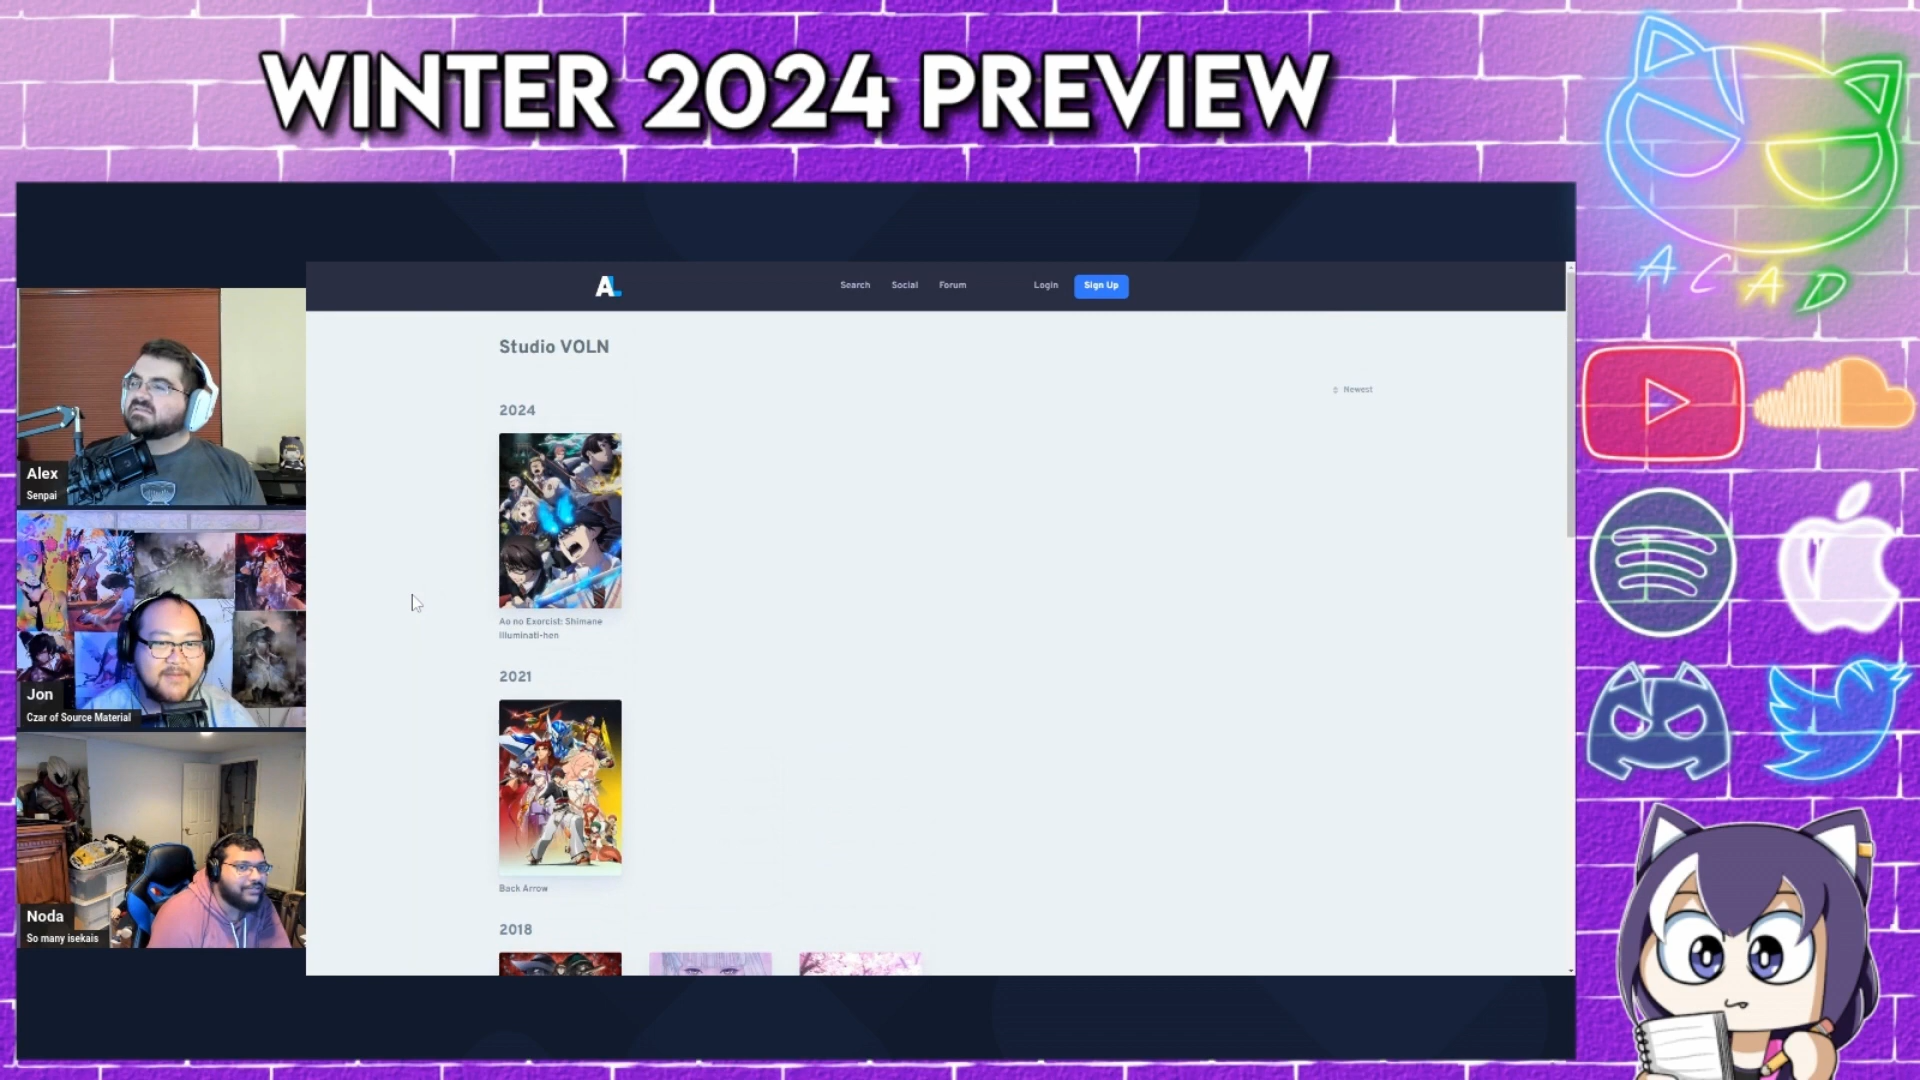 WINTER 2024 PREVIEW
ACAD
AL
Search
Social
Forum
Login
Sign Up
Studio VOLN
Newest
2024
Ao no Exorcist: Shimane
Illuminati-hen
2021
Back Arrow
2018
Alex
Senpai
Jon
Czar of Source Material
Noda
So many isekais